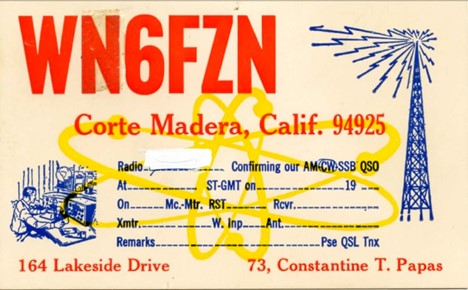 WN6FZN
Corte Madera, Calif. 94925
Radio Confirming our AM-CW-SSB QSO
At ST-GMT on 19
On Mc.-Mtr. RST Rcvr.
Xmtr. W. Inp Ant.
Remarks Pse QSL Tnx
164 Lakeside Drive 73, Constantine T. Papas